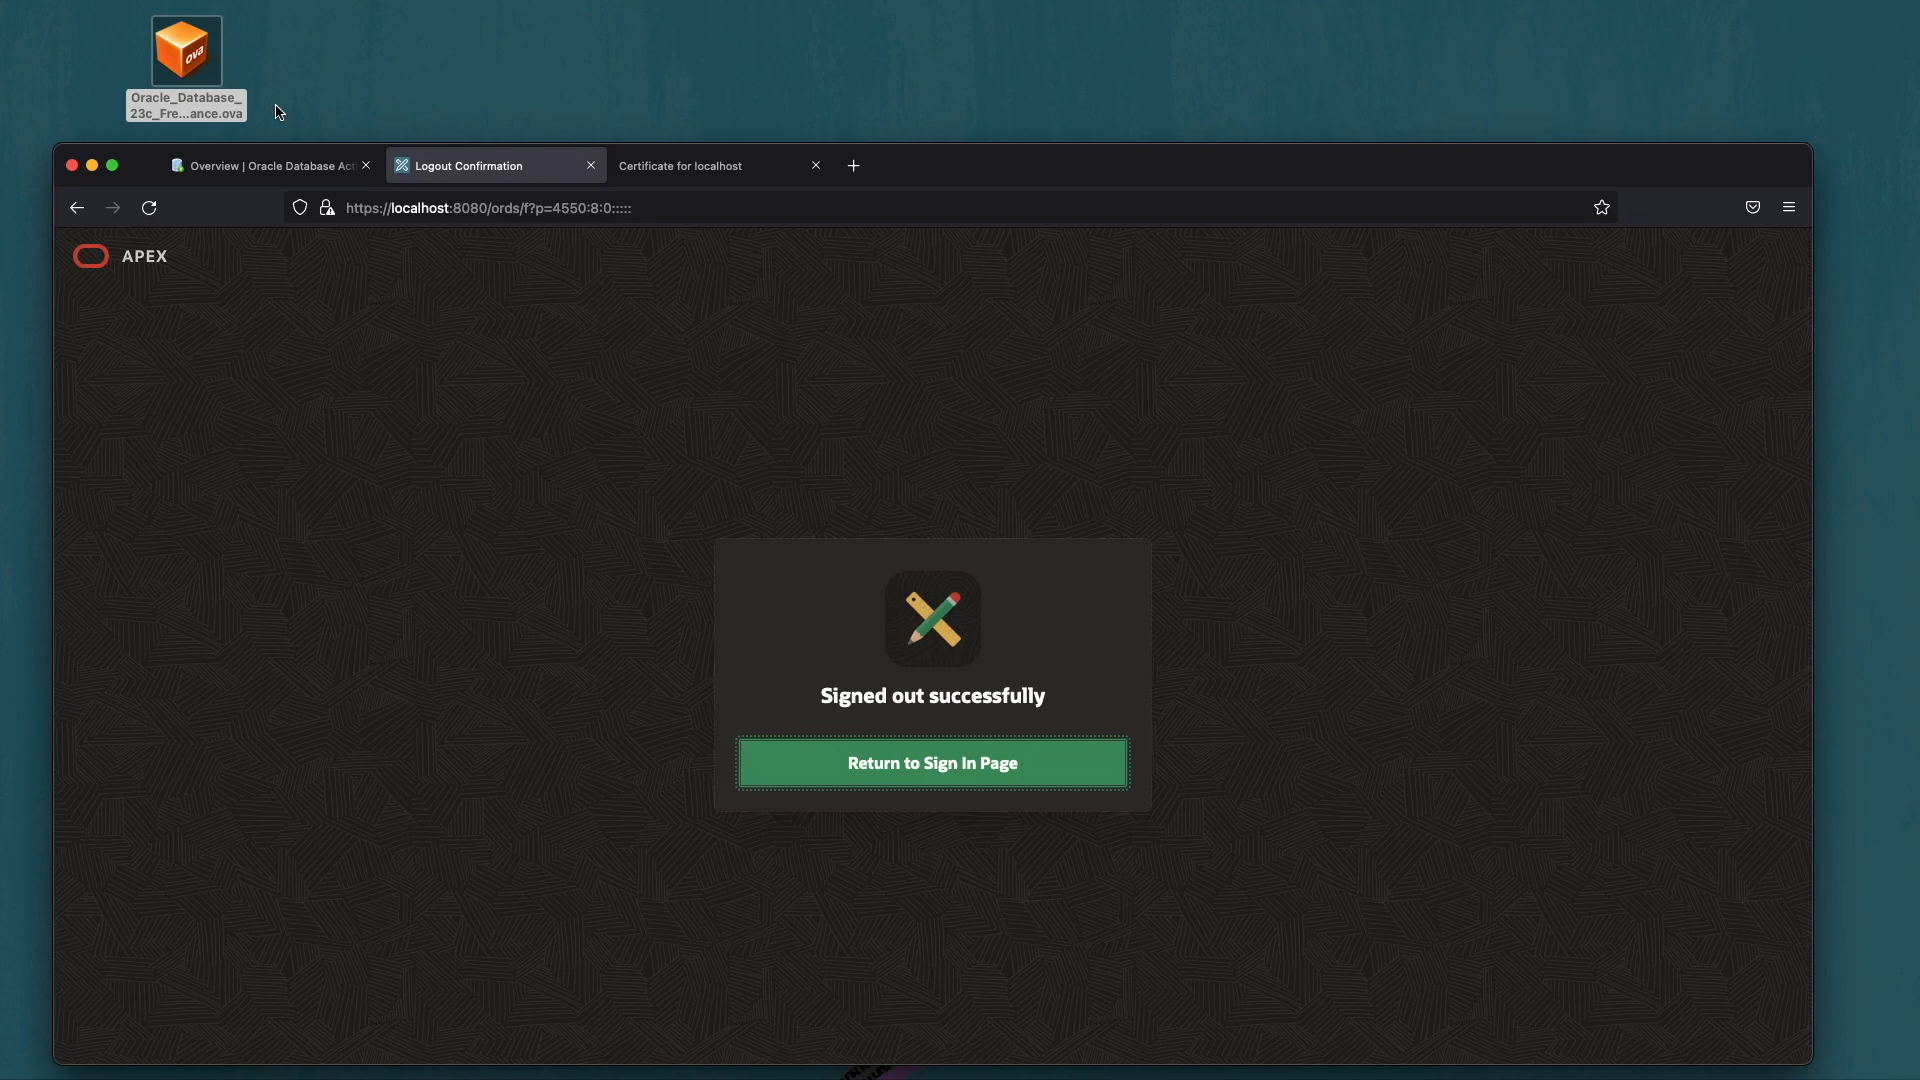 ova
Oracle_Database_
23c_Fre...ance.ova
Overview | Oracle Database Act
Logout Confirmation
Certificate for localhost
https://localhost:8080/ords/f?p=4550:8:0:::::
APEX
Signed out successfully
Return to Sign In Page